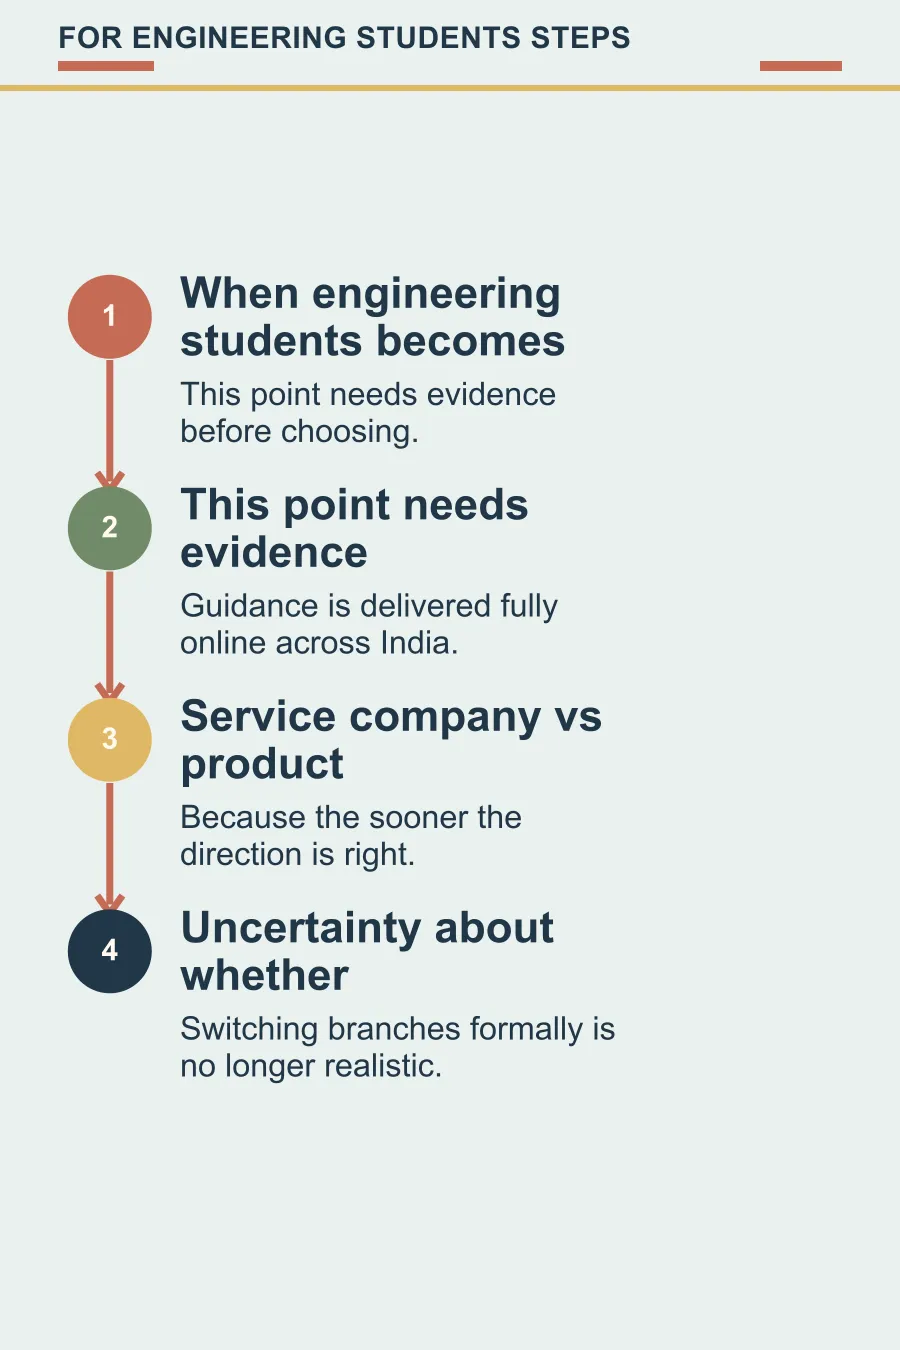 FOR ENGINEERING STUDENTS STEPS
1
When engineering
students becomes
This point needs evidence
before choosing.
2
This point needs
evidence
Guidance is delivered fully
online across India.
3
Service company vs
product
Because the sooner the
direction is right.
4
Uncertainty about
whether
Switching branches formally is
no longer realistic.